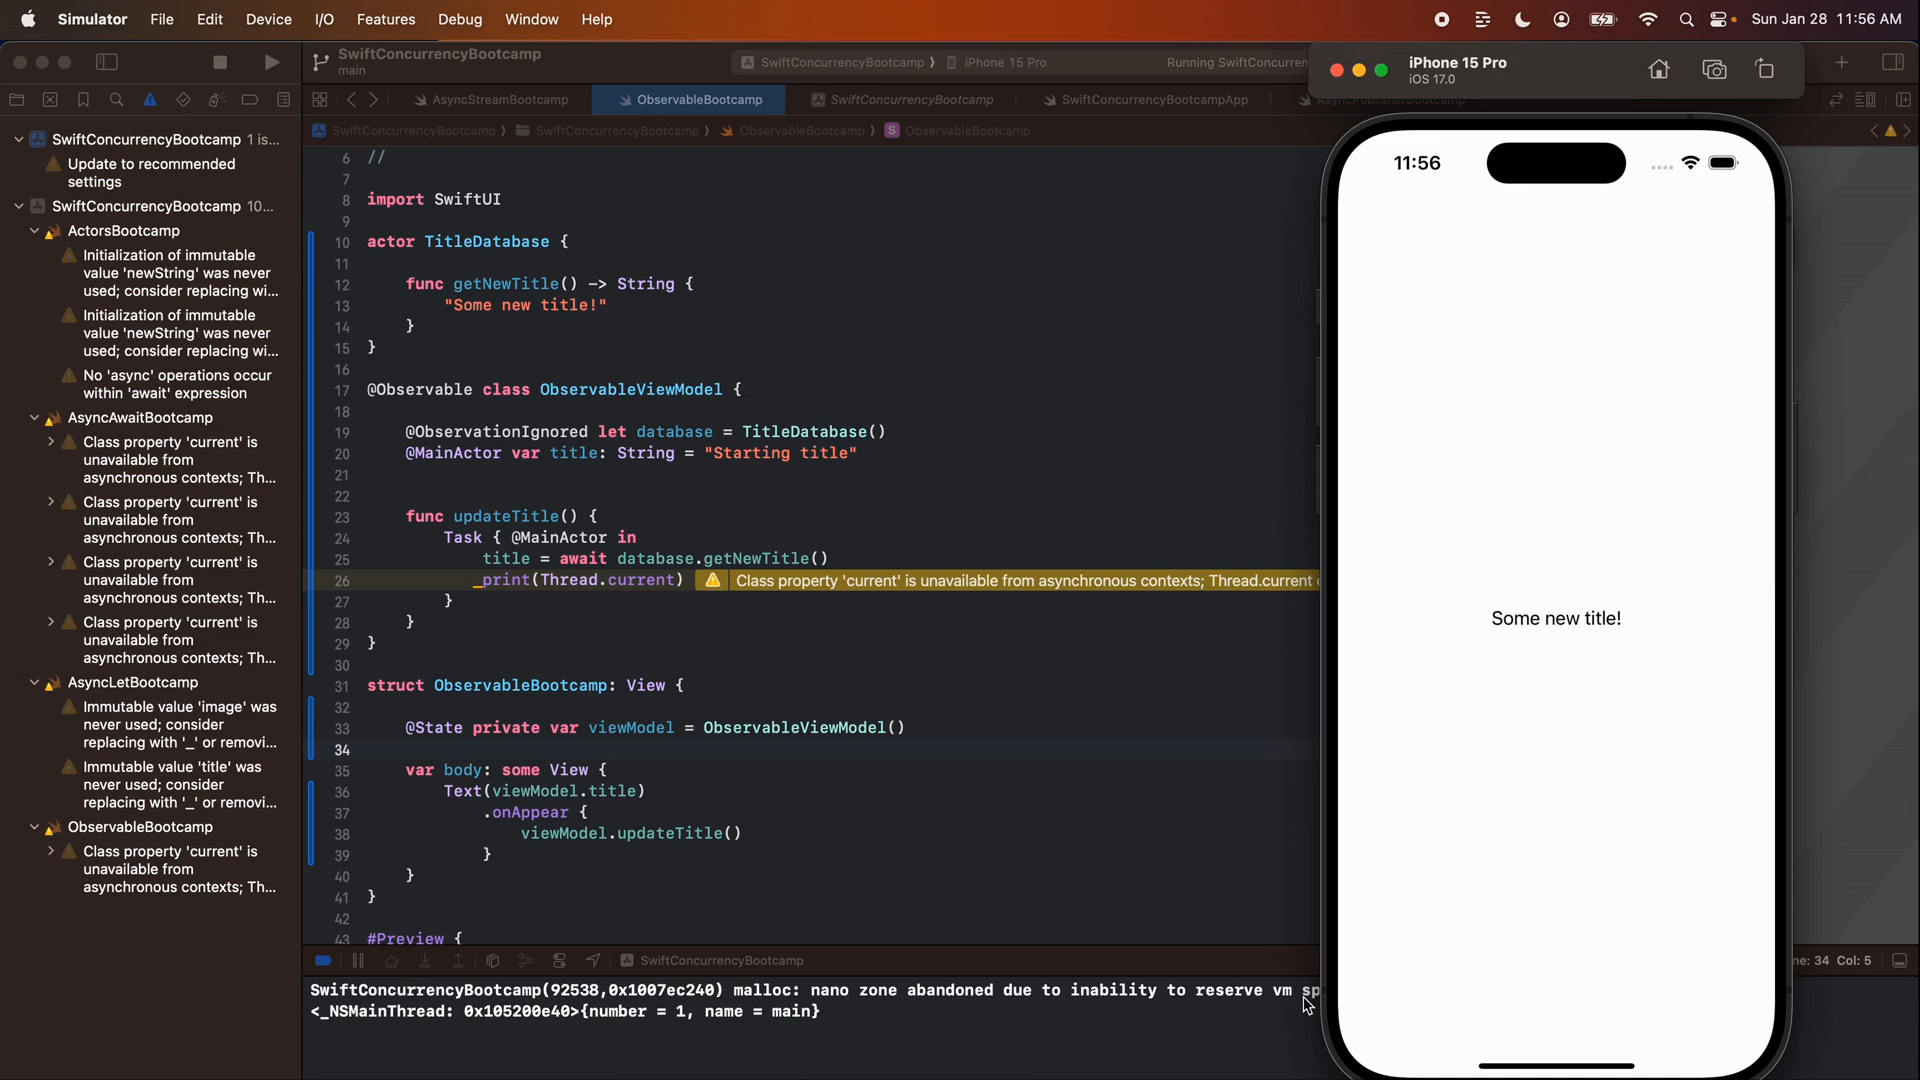 Simulator File Edit Device I/O Features Debug Window Help
Sun Jan 28 11:56 AM
SwiftConcurrencyBootcamp
main
SwiftConcurrencyBootcamp 〉 iPhone 15 Pro
Running SwiftConcurren
iPhone 15 Pro
iOS 17.0
AsyncStreamBootcamp
ObservableBootcamp
SwiftConcurrencyBootcamp
SwiftConcurrencyBootcampApp
AsyncPublisherBootcamp
SwiftConcurrencyBootcamp 〉 SwiftConcurrencyBootcamp 〉 ObservableBootcamp 〉 S ObservableBootcamp
SwiftConcurrencyBootcamp 1 is...
Update to recommended
settings
SwiftConcurrencyBootcamp 10...
ActorsBootcamp
Initialization of immutable
value 'newString' was never
used; consider replacing wi...
Initialization of immutable
value 'newString' was never
used; consider replacing wi...
No 'async' operations occur
within 'await' expression
AsyncAwaitBootcamp
Class property 'current' is
unavailable from
asynchronous contexts; Th...
Class property 'current' is
unavailable from
asynchronous contexts; Th...
Class property 'current' is
unavailable from
asynchronous contexts; Th...
Class property 'current' is
unavailable from
asynchronous contexts; Th...
AsyncLetBootcamp
Immutable value 'image' was
never used; consider
replacing with '_' or removi...
Immutable value 'title' was
never used; consider
replacing with '_' or removi...
ObservableBootcamp
Class property 'current' is
unavailable from
asynchronous contexts; Th...
6 //
7
8 import SwiftUI
9
10 actor TitleDatabase {
11
12 func getNewTitle() -> String {
13 "Some new title!"
14 }
15 }
16
17 @Observable class ObservableViewModel {
18
19 @ObservationIgnored let database = TitleDatabase()
20 @MainActor var title: String = "Starting title"
21
22
23 func updateTitle() {
24 Task { @MainActor in
25 title = await database.getNewTitle()
26 print(Thread.current) Class property 'current' is unavailable from asynchronous contexts; Thread.current
27 }
28 }
29 }
30
31 struct ObservableBootcamp: View {
32
33 @State private var viewModel = ObservableViewModel()
34
35 var body: some View {
36 Text(viewModel.title)
37 .onAppear {
38 viewModel.updateTitle()
39 }
40 }
41 }
42
43 #Preview {
SwiftConcurrencyBootcamp
ne: 34 Col: 5
SwiftConcurrencyBootcamp(92538,0x1007ec240) malloc: nano zone abandoned due to inability to reserve vm sp
<_NSMainThread: 0x105200e40>{number = 1, name = main}
11:56
Some new title!